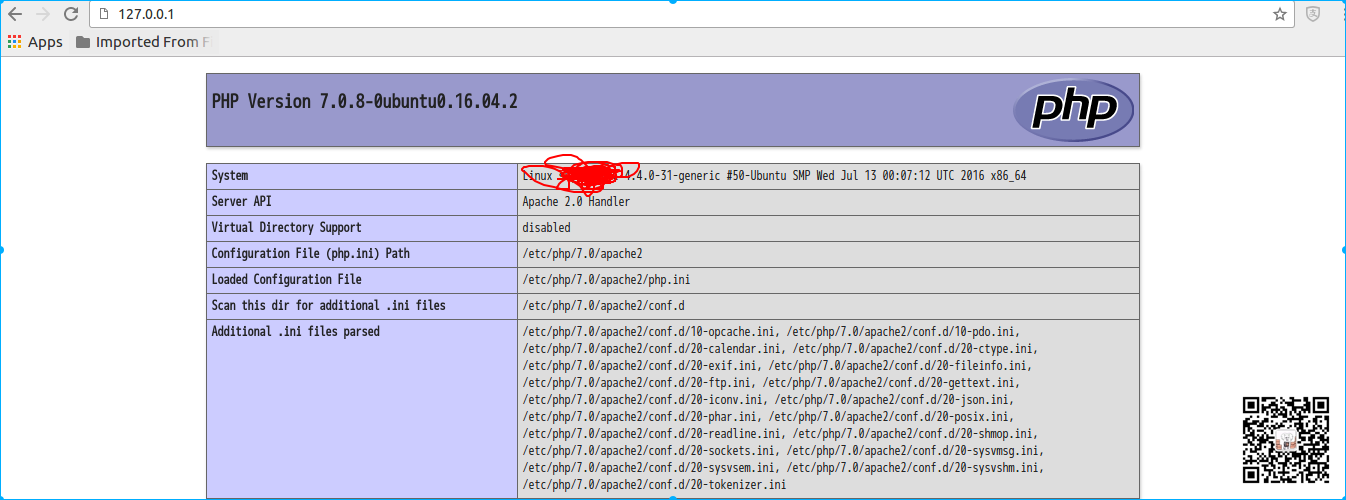 127.0.0.1
Apps Imported From F
PHP Version 7.0.8-0ubuntu0.16.04.2
php
System Linux 4.4.0-31-generic #50-Ubuntu SMP Wed Jul 13 00:07:12 UTC 2016 x86_64
Server API Apache 2.0 Handler
Virtual Directory Support disabled
Configuration File (php.ini) Path /etc/php/7.0/apache2
Loaded Configuration File /etc/php/7.0/apache2/php.ini
Scan this dir for additional .ini files /etc/php/7.0/apache2/conf.d
Additional .ini files parsed /etc/php/7.0/apache2/conf.d/10-opcache.ini, /etc/php/7.0/apache2/conf.d/10-pdo.ini,
/etc/php/7.0/apache2/conf.d/20-calendar.ini, /etc/php/7.0/apache2/conf.d/20-ctype.ini,
/etc/php/7.0/apache2/conf.d/20-exif.ini, /etc/php/7.0/apache2/conf.d/20-fileinfo.ini,
/etc/php/7.0/apache2/conf.d/20-ftp.ini, /etc/php/7.0/apache2/conf.d/20-gettext.ini,
/etc/php/7.0/apache2/conf.d/20-iconv.ini, /etc/php/7.0/apache2/conf.d/20-json.ini,
/etc/php/7.0/apache2/conf.d/20-phar.ini, /etc/php/7.0/apache2/conf.d/20-posix.ini,
/etc/php/7.0/apache2/conf.d/20-readline.ini, /etc/php/7.0/apache2/conf.d/20-shmop.ini,
/etc/php/7.0/apache2/conf.d/20-sockets.ini, /etc/php/7.0/apache2/conf.d/20-sysvmsg.ini,
/etc/php/7.0/apache2/conf.d/20-sysvsem.ini, /etc/php/7.0/apache2/conf.d/20-sysvshm.ini,
/etc/php/7.0/apache2/conf.d/20-tokenizer.ini